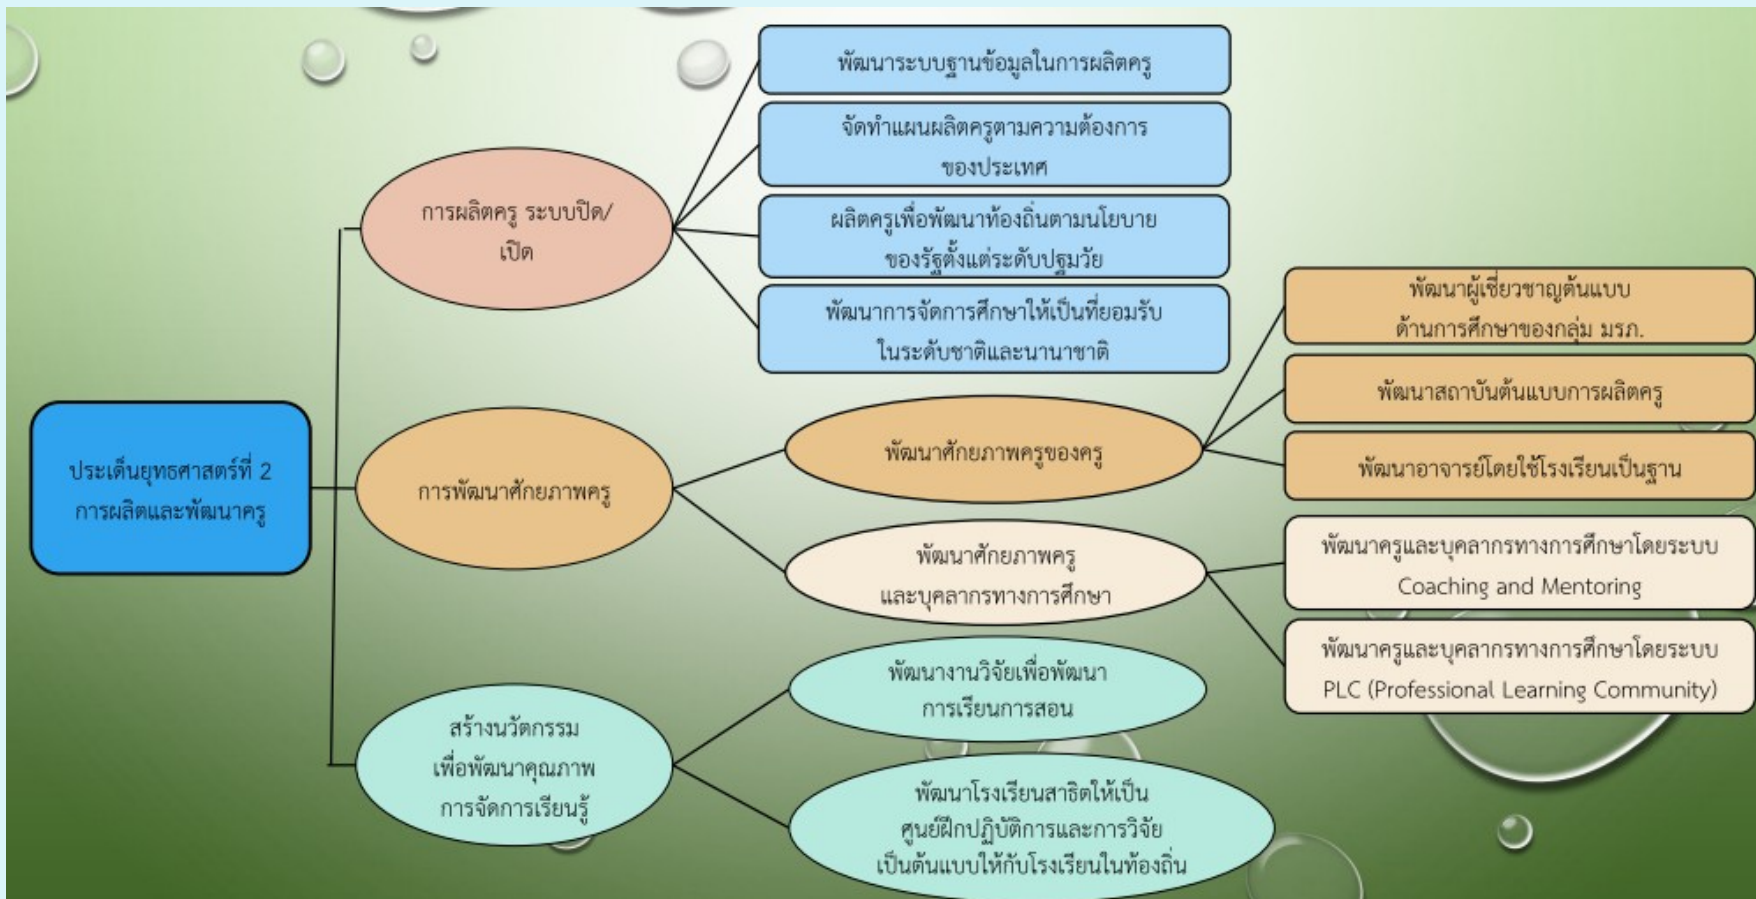 ประเด็นยุทธศาสตร์ที่ 2
การผลิตและพัฒนาครู
การผลิตครู ระบบปิด/
เปิด
พัฒนาระบบฐานข้อมูลในการผลิตครู
จัดทำแผนผลิตครูตามความต้องการ
ของประเทศ
ผลิตครูเพื่อพัฒนาท้องถิ่นตามนโยบาย
ของรัฐตั้งแต่ระดับปฐมวัย
พัฒนาการจัดการศึกษาให้เป็นที่ยอมรับ
ในระดับชาติและนานาชาติ
การพัฒนาศักยภาพครู
พัฒนาศักยภาพครูของครู
พัฒนาผู้เชี่ยวชาญต้นแบบ
ด้านการศึกษาของกลุ่ม มรภ.
พัฒนาสถาบันต้นแบบการผลิตครู
พัฒนาอาจารย์โดยใช้โรงเรียนเป็นฐาน
พัฒนาศักยภาพครู
และบุคลากรทางการศึกษา
พัฒนาครูและบุคลากรทางการศึกษาโดยระบบ
Coaching and Mentoring
พัฒนาครูและบุคลากรทางการศึกษาโดยระบบ
PLC (Professional Learning Community)
สร้างนวัตกรรม
เพื่อพัฒนาคุณภาพ
การจัดการเรียนรู้
พัฒนางานวิจัยเพื่อพัฒนา
การเรียนการสอน
พัฒนาโรงเรียนสาธิตให้เป็น
ศูนย์ฝึกปฏิบัติการและการวิจัย
เป็นต้นแบบให้กับโรงเรียนในท้องถิ่น